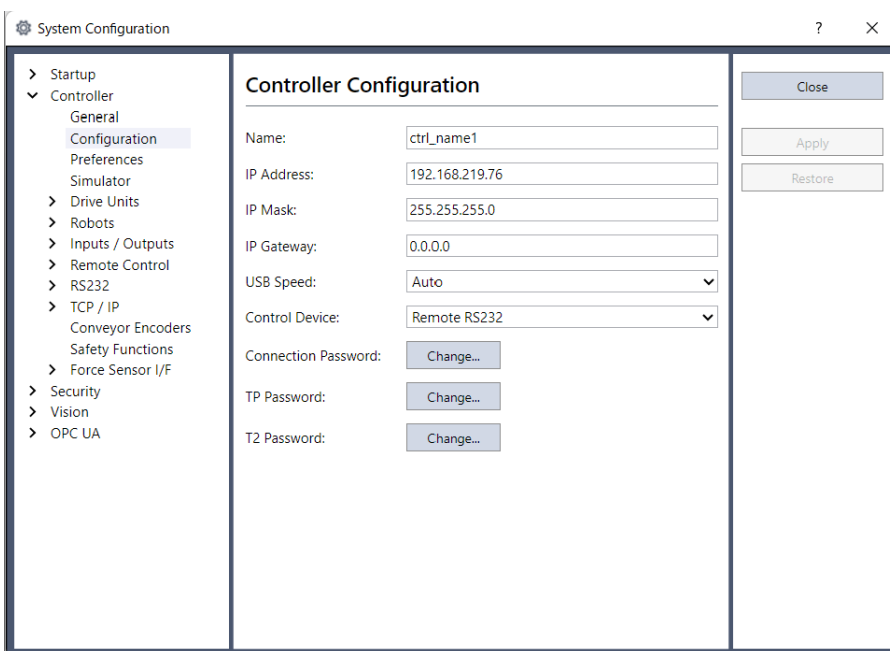 System Configuration
?
Startup
Controller
General
Configuration
Preferences
Simulator
Drive Units
Robots
Inputs / Outputs
Remote Control
RS232
TCP / IP
Conveyor Encoders
Safety Functions
Force Sensor I/F
Security
Vision
OPC UA
Controller Configuration
Name: ctrl_name1
IP Address: 192.168.219.76
IP Mask: 255.255.255.0
IP Gateway: 0.0.0.0
USB Speed: Auto
Control Device: Remote RS232
Connection Password: Change...
TP Password: Change...
T2 Password: Change...
Close
Apply
Restore